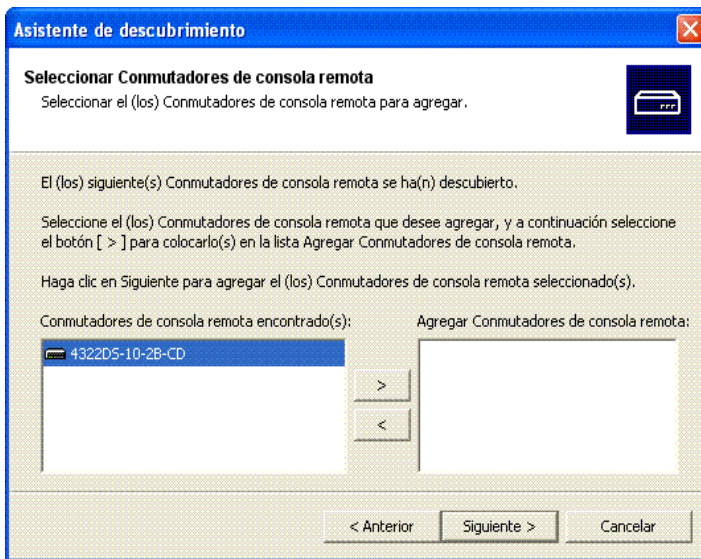 Asistente de descubrimiento
Seleccionar Conmutadores de consola remota
Seleccionar el (los) Conmutadores de consola remota para agregar.
El (los) siguiente(s) Conmutadores de consola remota se ha(n) descubierto.
Seleccione el (los) Conmutadores de consola remota que desee agregar, y a continuación seleccione
el botón [ > ] para colocarlo(s) en la lista Agregar Conmutadores de consola remota.
Haga clic en Siguiente para agregar el (los) Conmutadores de consola remota seleccionado(s).
Conmutadores de consola remota encontrado(s):
Agregar Conmutadores de consola remota:
4322DS-10-2B-CD
>
<
< Anterior
Siguiente >
Cancelar